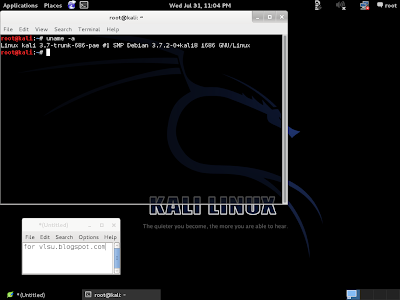 Applications Places Wed Jul 31, 11:04 PM root
root@kali: ~
File Edit View Search Terminal Help
root@kali:~# uname -a
Linux kali 3.7-trunk-686-pae #1 SMP Debian 3.7.2-0+kali8 i686 GNU/Linux
root@kali:~#
KALI LINUX
The quieter you become, the more you are able to hear.
*(Untitled)
File Edit Search Options Help
for vlsu.blogspot.com
*(Untitled) root@kali: ~